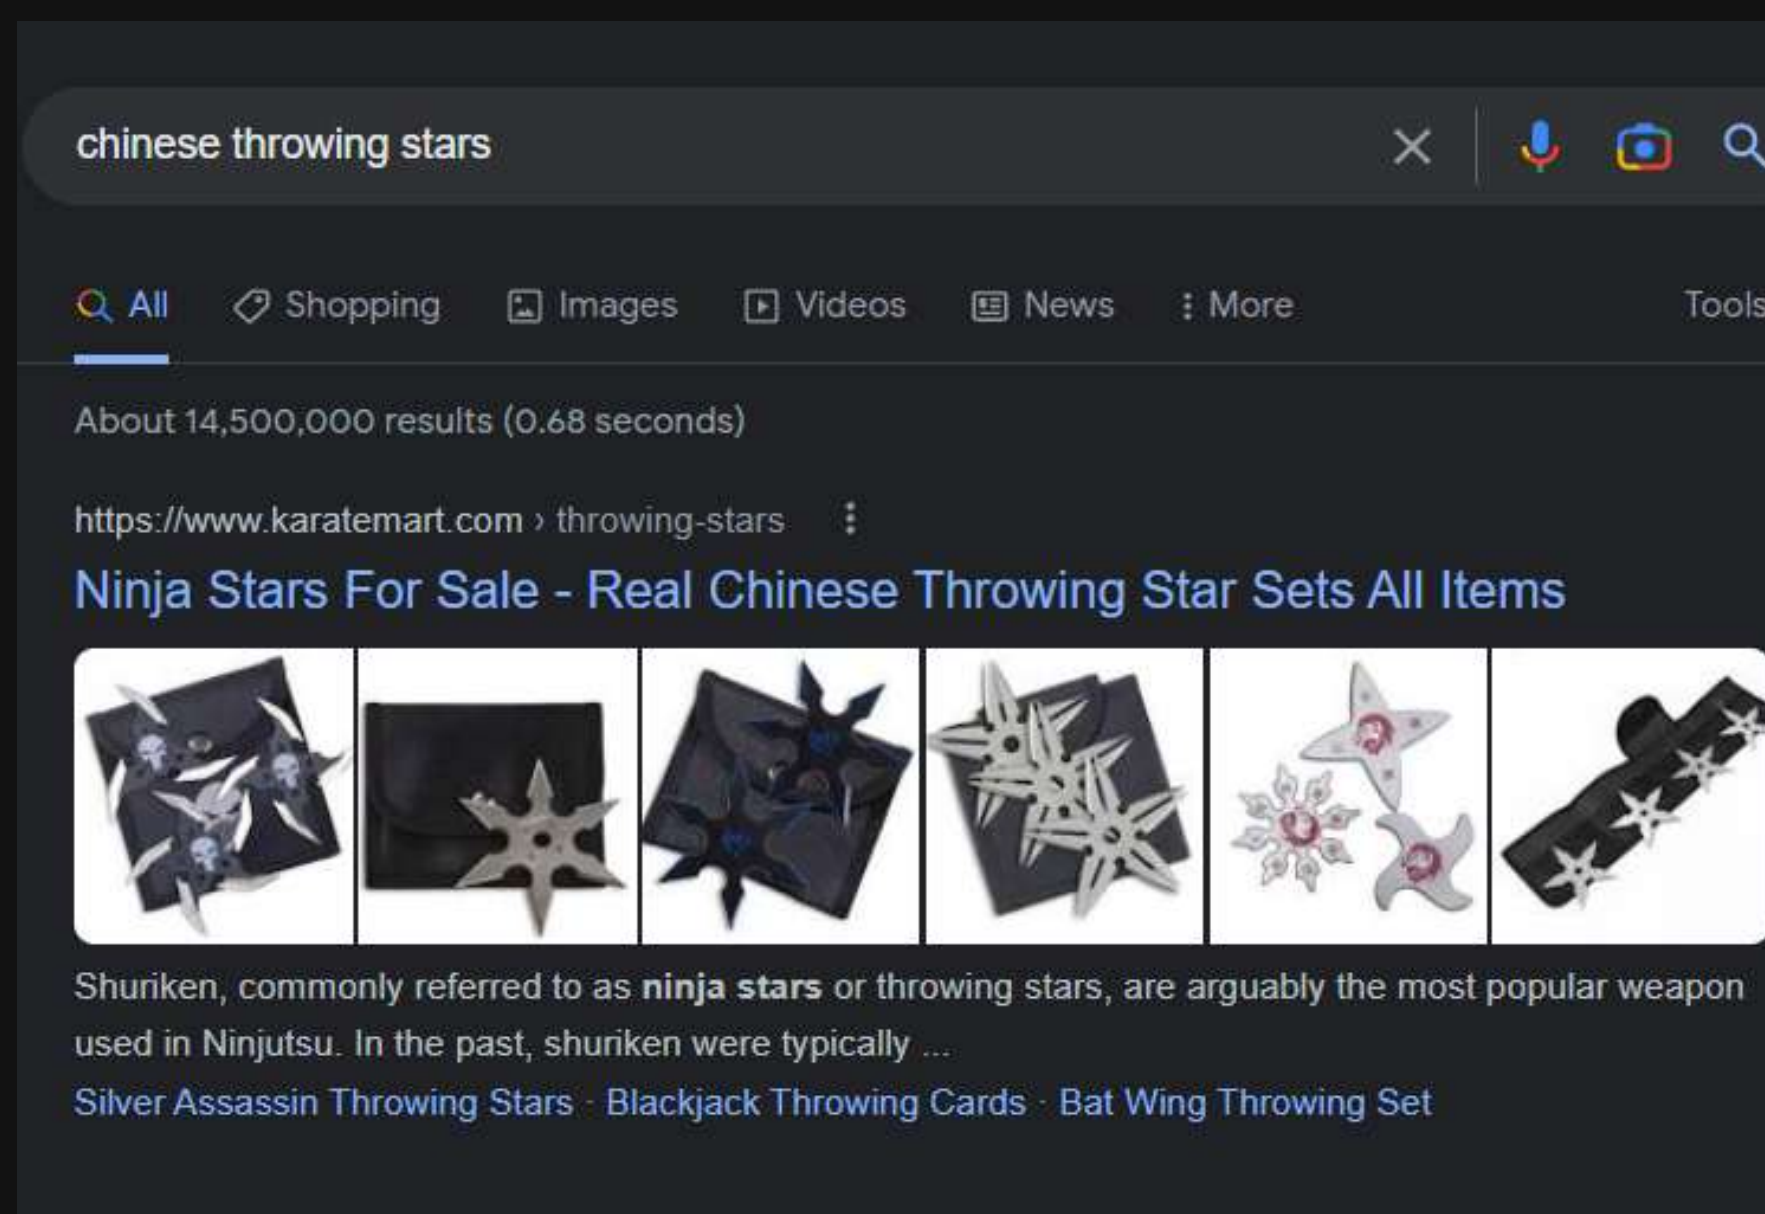 chinese throwing stars
All Shopping Images Videos News More Tools
About 14,500,000 results (0.68 seconds)
https://www.karatemart.com › throwing-stars
Ninja Stars For Sale - Real Chinese Throwing Star Sets All Items
Shuriken, commonly referred to as ninja stars or throwing stars, are arguably the most popular weapon
used in Ninjutsu. In the past, shuriken were typically ...
Silver Assassin Throwing Stars · Blackjack Throwing Cards · Bat Wing Throwing Set